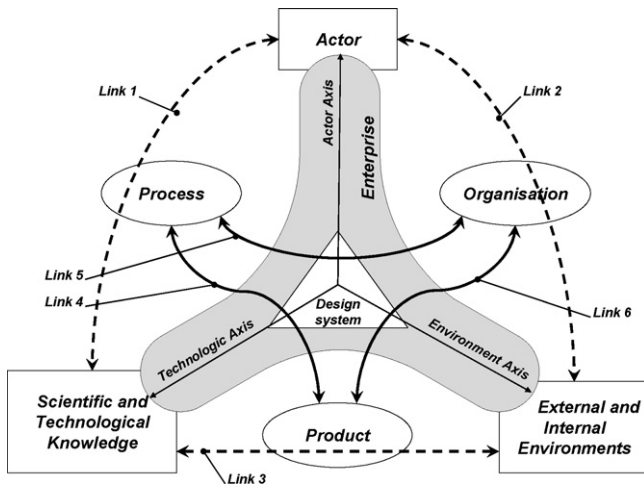 Actor
Link 1
Link 2
Actor Axis
Enterprise
Process
Organisation
Link 5
Link 4
Link 6
Design
system
Technologic Axis
Environment Axis
Scientific and
Technological
Knowledge
Product
External and
Internal
Environments
Link 3